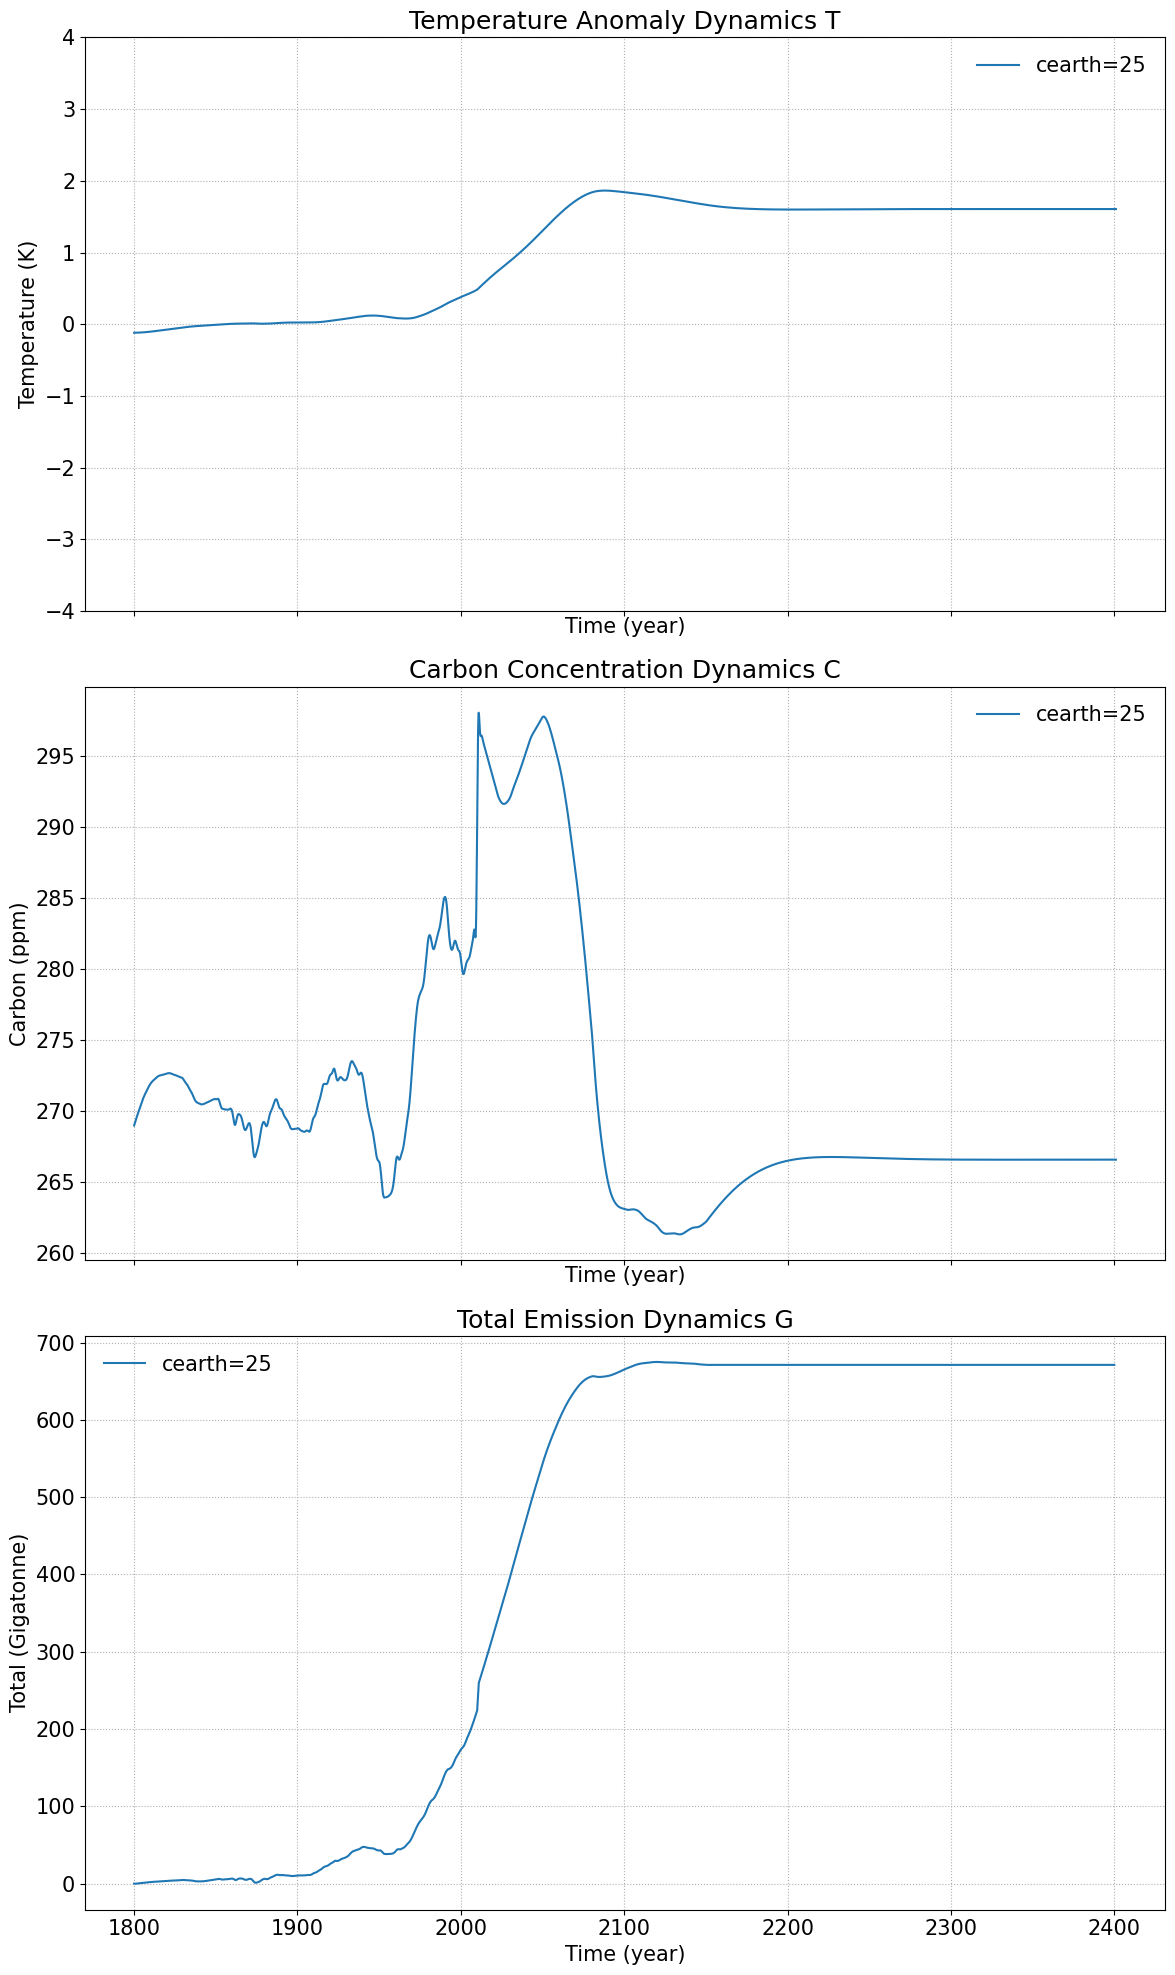 Temperature Anomaly Dynamics T
cearth=25
4
3
2
1
0
−1
−2
−3
−4
Temperature (K)
Time (year)
Carbon Concentration Dynamics C
cearth=25
295
290
285
280
275
270
265
260
Carbon (ppm)
Time (year)
Total Emission Dynamics G
cearth=25
700
600
500
400
300
200
100
0
Total (Gigatonne)
1800 1900 2000 2100 2200 2300 2400
Time (year)